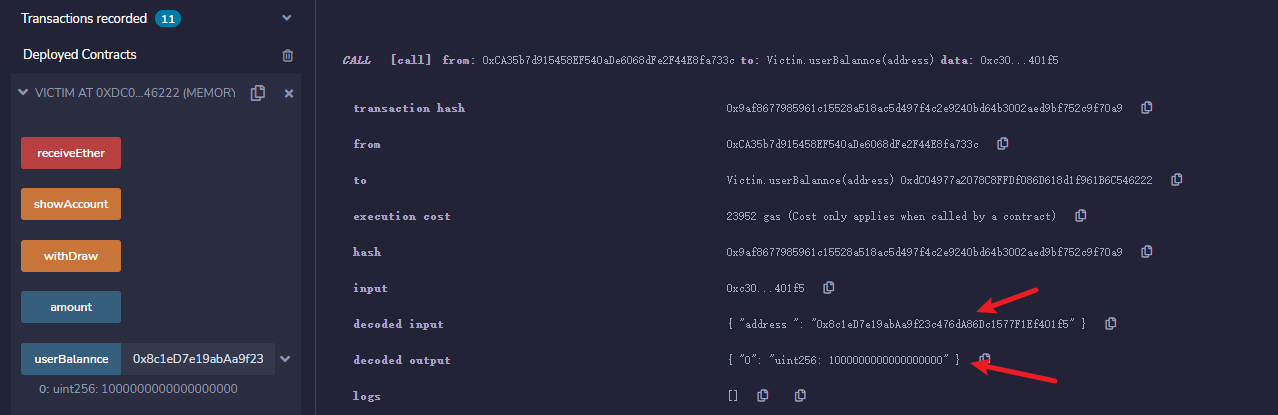 Transactions recorded 11
Deployed Contracts
VICTIM AT 0XDC0...46222 (MEMORY
receiveEther
showAccount
withDraw
amount
userBalannce 0x8c1eD7e19abAa9f23
0: uint256: 1000000000000000000
CALL [call] from: 0xCA35b7d915458EF540aDe6068dFe2F44E8fa733c to: Victim.userBalannce(address) data: 0xc30...401f5
transaction hash 0x9af8677985961c15528a518ac5d497f4c2e9240bd64b3002aed9bf752c9f70a9
from 0xCA35b7d915458EF540aDe6068dFe2F44E8fa733c
to Victim.userBalannce(address) 0xdC04977a2078C8FFDf086D618d1f961B6C546222
execution cost 23952 gas (Cost only applies when called by a contract)
hash 0x9af8677985961c15528a518ac5d497f4c2e9240bd64b3002aed9bf752c9f70a9
input 0xc30...401f5
decoded input { "address ": "0x8c1eD7e19abAa9f23c476dA86Dc1577F1Ef401f5" }
decoded output { "0": "uint256: 1000000000000000000" }
logs []